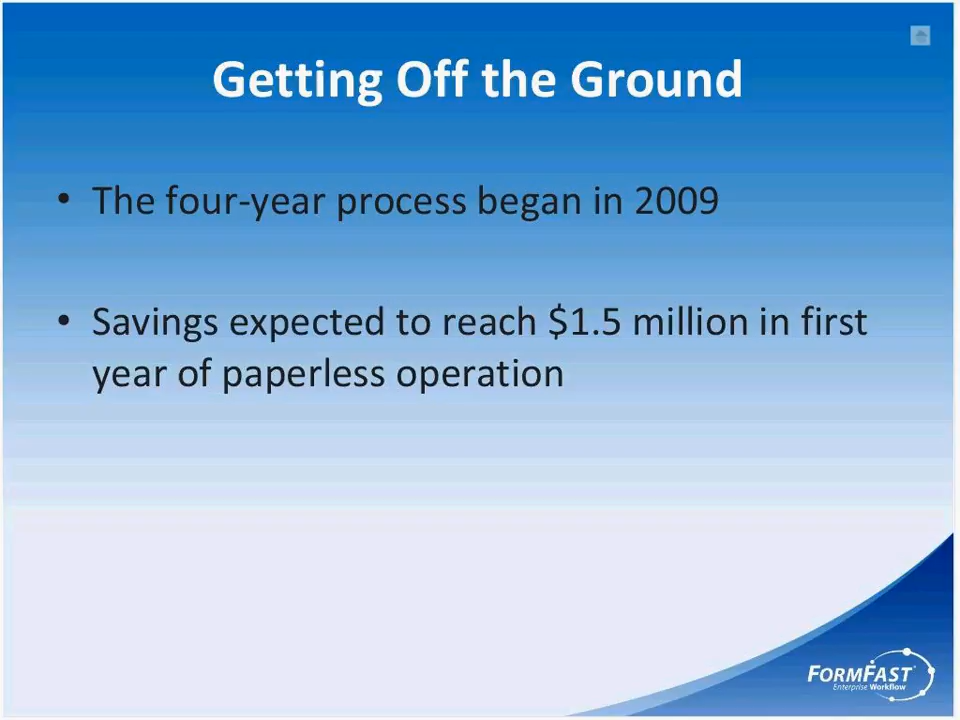 Getting Off the Ground
• The four-year process began in 2009
• Savings expected to reach $1.5 million in first
year of paperless operation
FORMFAST
Enterprise Workflow